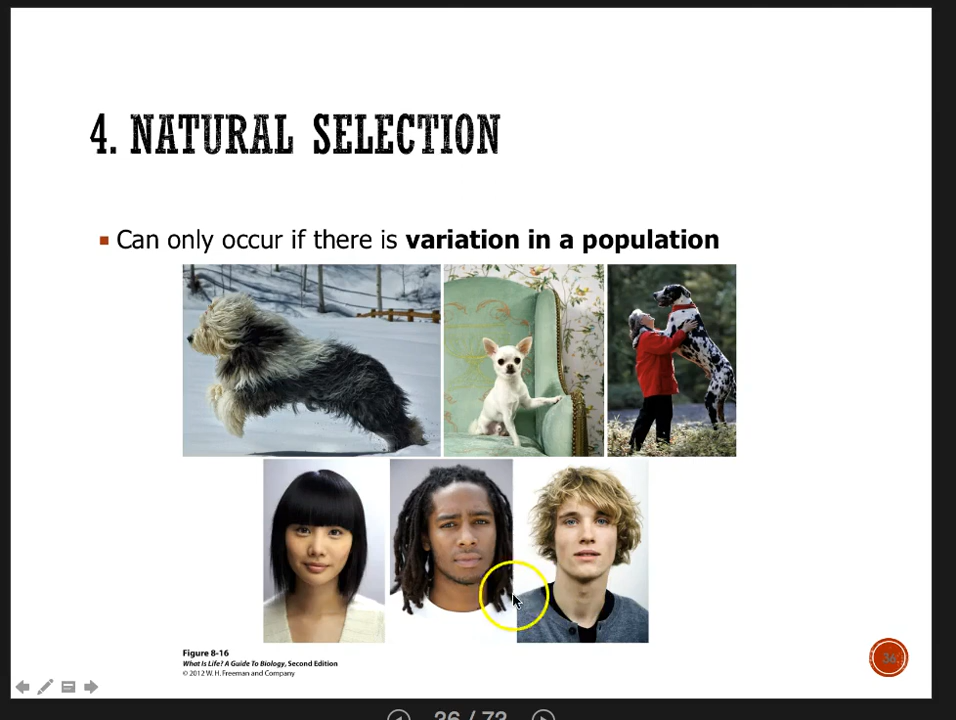 4. NATURAL SELECTION
Can only occur if there is variation in a population
Figure 8-16
What Is Life? A Guide To Biology, Second Edition
© 2012 W. H. Freeman and Company
36
36 / 73